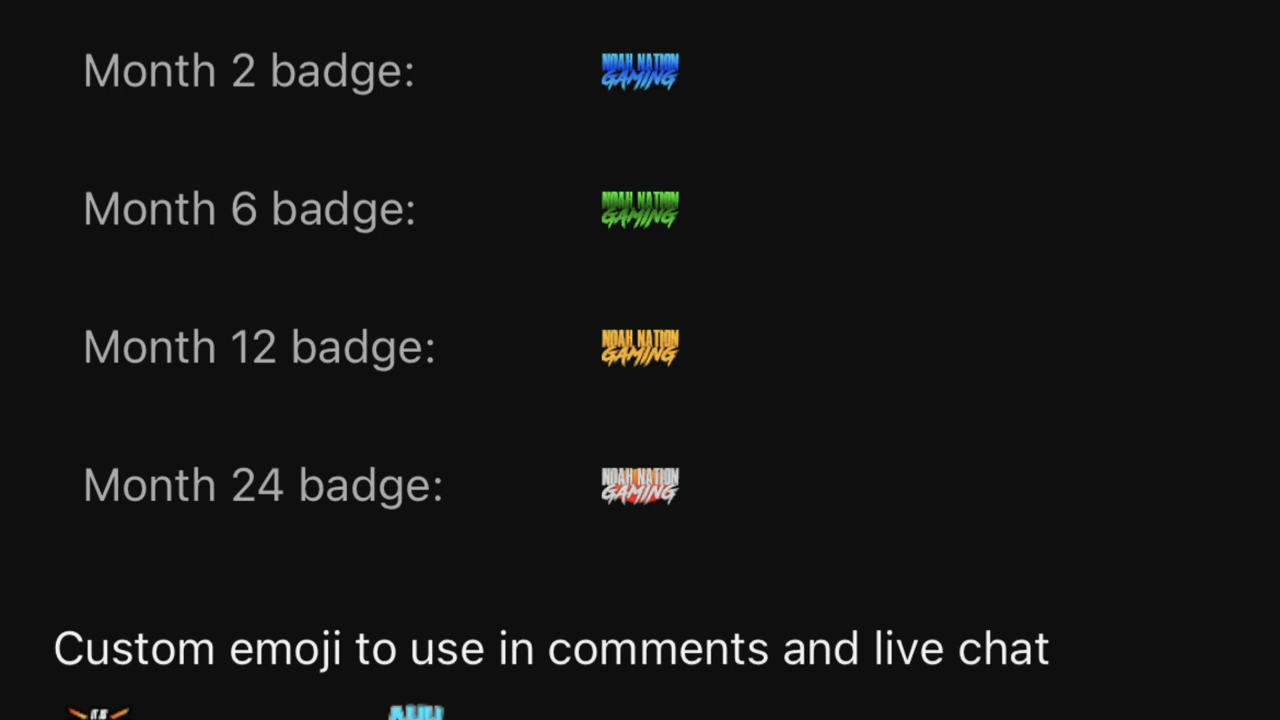 Month 2 badge:
NOAH NATION
GAMING
Month 6 badge:
NOAH NATION
GAMING
Month 12 badge:
NOAH NATION
GAMING
Month 24 badge:
NOAH NATION
GAMING
Custom emoji to use in comments and live chat